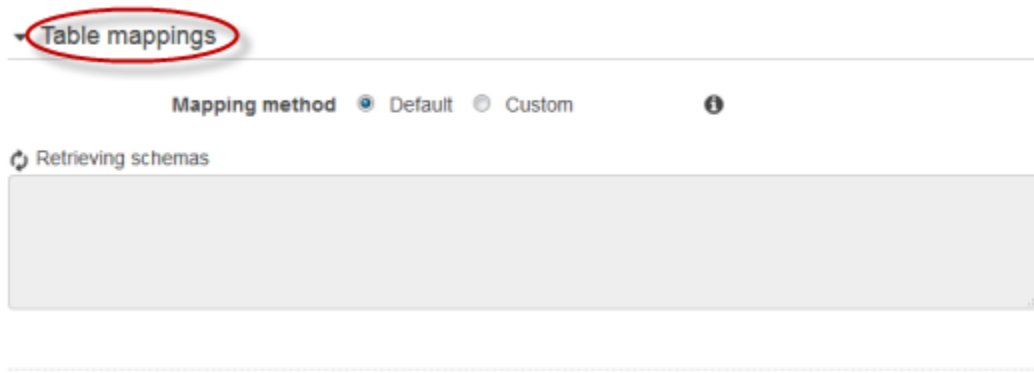 Table mappings
Mapping method Default Custom
Retrieving schemas